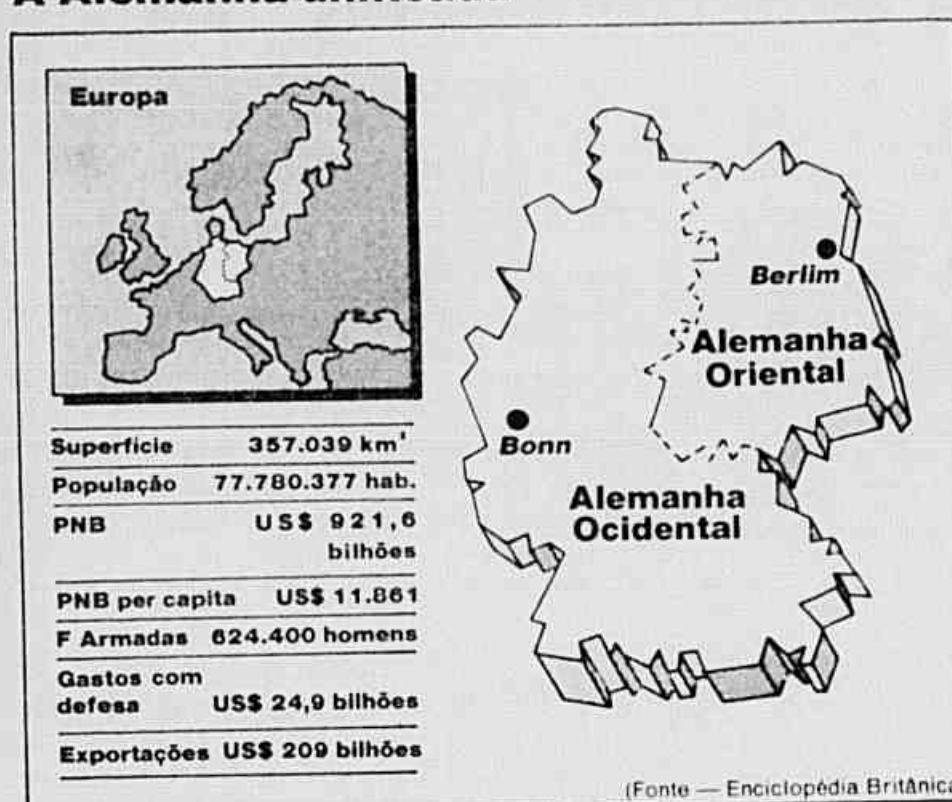 A Alemanha
Europa
Superfície 357.039 km²
População 77.780.377 hab.
PNB US$ 921,6
bilhões
PNB per capita US$ 11.861
F Armadas 624.400 homens
Gastos com
defesa US$ 24,9 bilhões
Exportações US$ 209 bilhões
Berlim
Alemanha
Oriental
Bonn
Alemanha
Ocidental
(Fonte — Enciclopédia Britânica